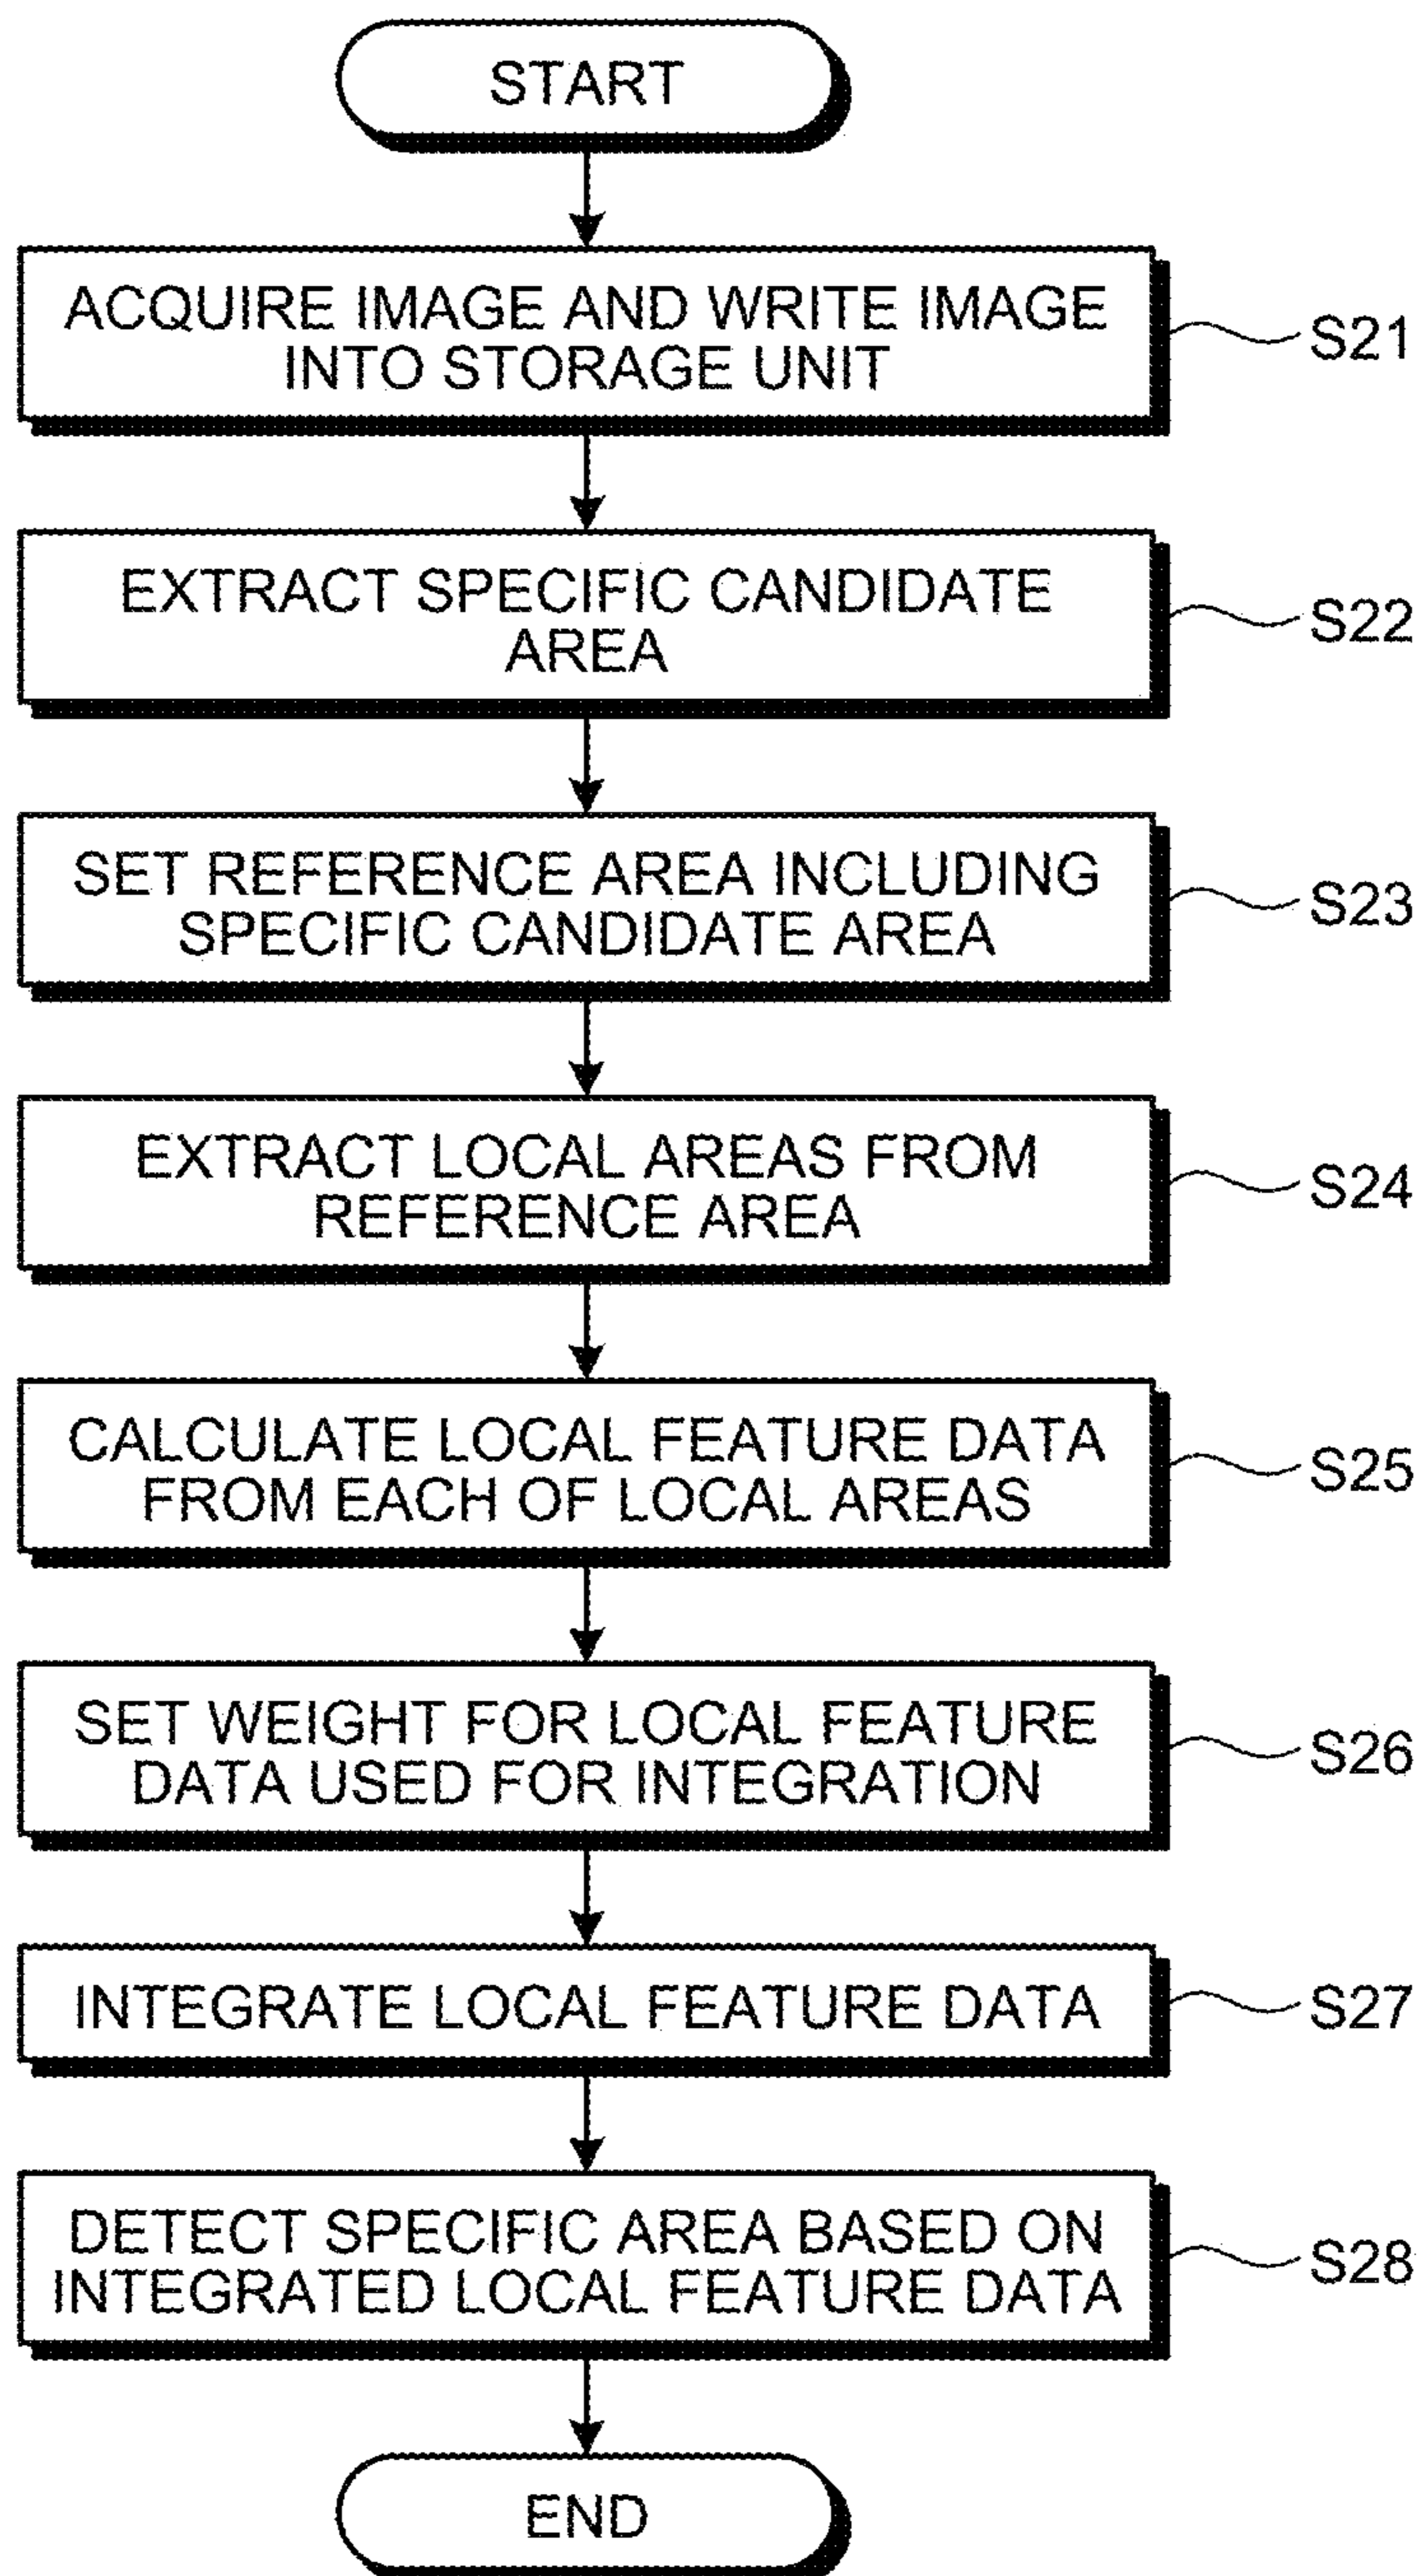 START
ACQUIRE IMAGE AND WRITE IMAGE
INTO STORAGE UNIT
S21
EXTRACT SPECIFIC CANDIDATE
AREA
S22
SET REFERENCE AREA INCLUDING
SPECIFIC CANDIDATE AREA
S23
EXTRACT LOCAL AREAS FROM
REFERENCE AREA
S24
CALCULATE LOCAL FEATURE DATA
FROM EACH OF LOCAL AREAS
S25
SET WEIGHT FOR LOCAL FEATURE
DATA USED FOR INTEGRATION
S26
INTEGRATE LOCAL FEATURE DATA
S27
DETECT SPECIFIC AREA BASED ON
INTEGRATED LOCAL FEATURE DATA
S28
END